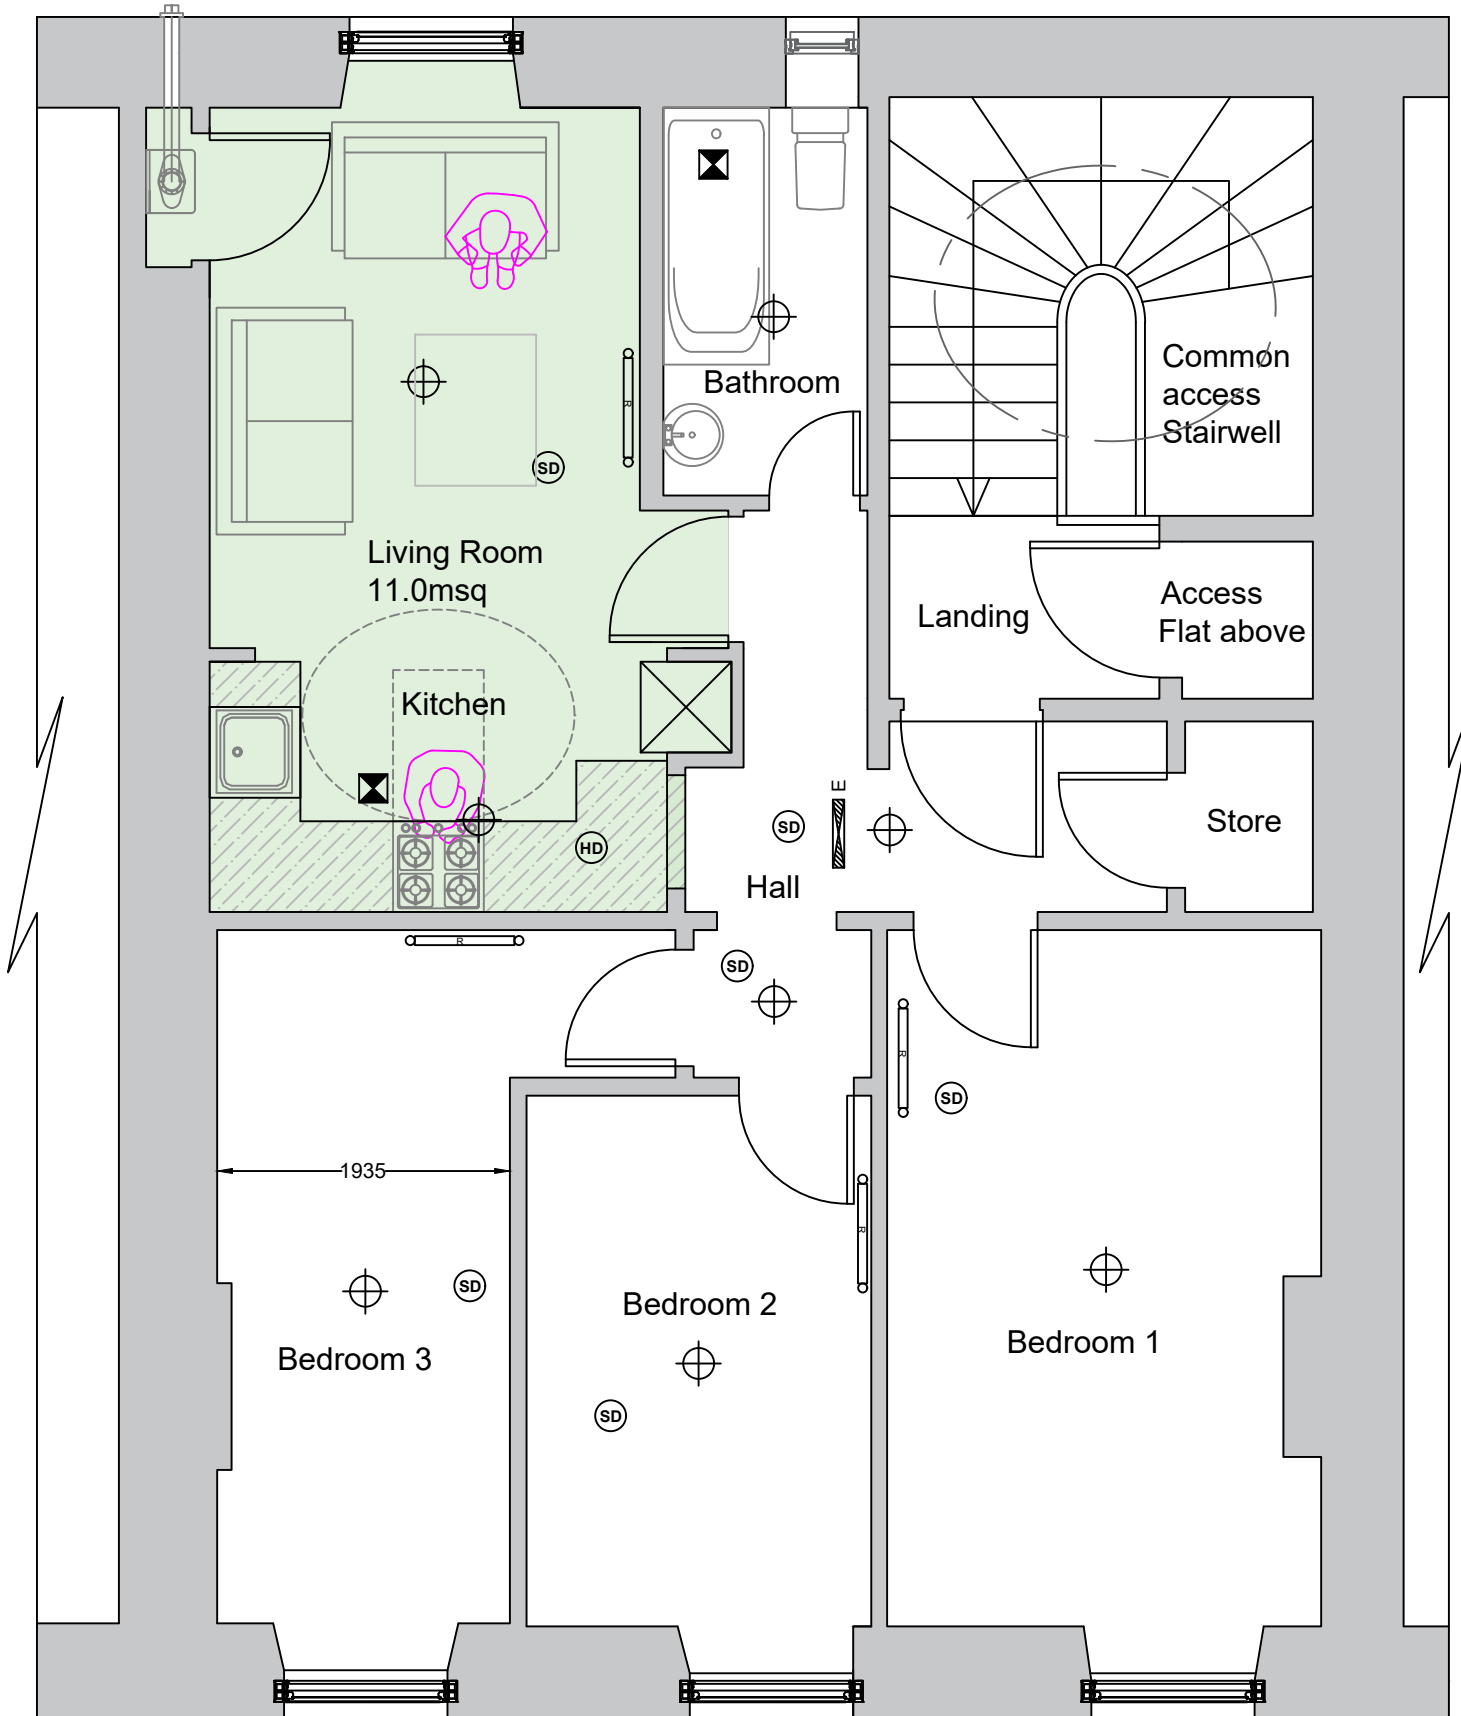 Common
access
Stairwell
Bathroom
R
SD
Living Room
11.0msq
Landing
Access
Flat above
Kitchen
E
SD
HD
Store
Hall
R
SD
R
SD
1935
R
SD
Bedroom 2
Bedroom 1
Bedroom 3
SD